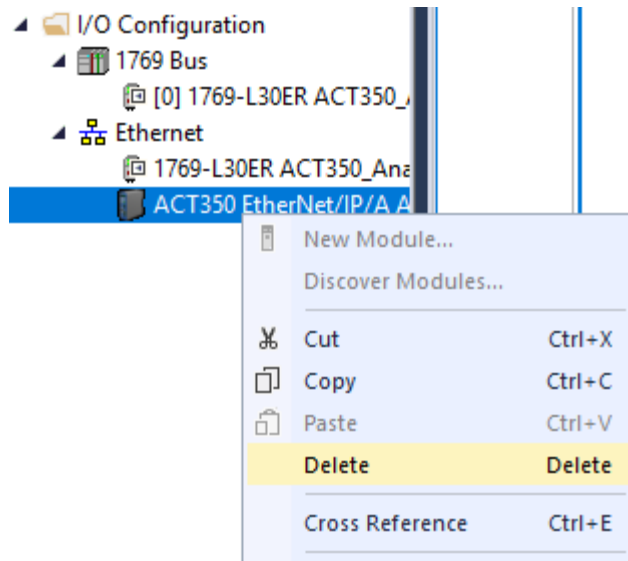 I/O Configuration
1769 Bus
[0] 1769-L30ER ACT350_
Ethernet
1769-L30ER ACT350_Ana
ACT350 EtherNet/IP/A A
New Module...
Discover Modules...
Cut Ctrl+X
Copy Ctrl+C
Paste Ctrl+V
Delete Delete
Cross Reference Ctrl+E